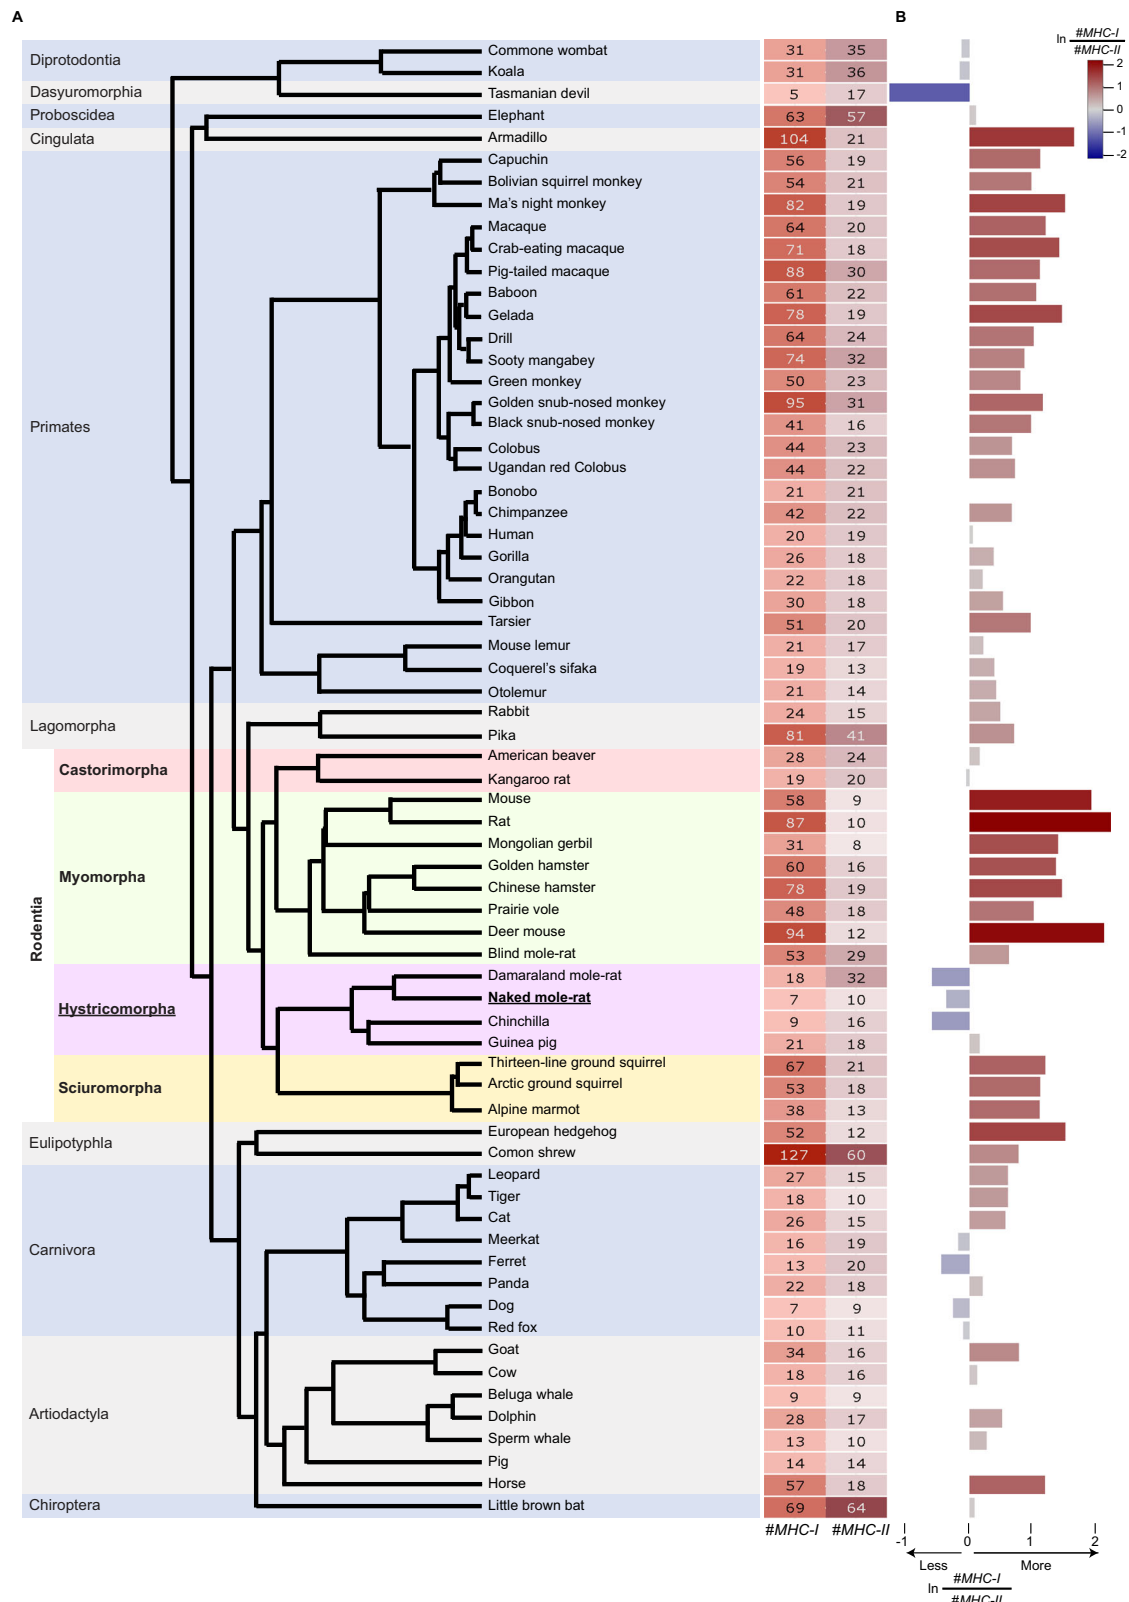 A
B
ln #MHC-I
#MHC-II
2
1
0
-1
-2
Diprotodontia
Commone wombat 31 35
Koala 31 36
Dasyuromorphia
Tasmanian devil 5 17
Proboscidea
Elephant 63 57
Cingulata
Armadillo 104 21
Primates
Capuchin 56 19
Bolivian squirrel monkey 54 21
Ma's night monkey 82 19
Macaque 64 20
Crab-eating macaque 71 18
Pig-tailed macaque 88 30
Baboon 61 22
Gelada 78 19
Drill 64 24
Sooty mangabey 74 32
Green monkey 50 23
Golden snub-nosed monkey 95 31
Black snub-nosed monkey 41 16
Colobus 44 23
Ugandan red Colobus 44 22
Bonobo 21 21
Chimpanzee 42 22
Human 20 19
Gorilla 26 18
Orangutan 22 18
Gibbon 30 18
Tarsier 51 20
Mouse lemur 21 17
Coquerel's sifaka 19 13
Otolemur 21 14
Lagomorpha
Rabbit 24 15
Pika 81 41
Rodentia
Castorimorpha
American beaver 28 24
Kangaroo rat 19 20
Myomorpha
Mouse 58 9
Rat 87 10
Mongolian gerbil 31 8
Golden hamster 60 16
Chinese hamster 78 19
Prairie vole 48 18
Deer mouse 94 12
Blind mole-rat 53 29
Hystricomorpha
Damaraland mole-rat 18 32
Naked mole-rat 7 10
Chinchilla 9 16
Guinea pig 21 18
Sciuromorpha
Thirteen-line ground squirrel 67 21
Arctic ground squirrel 53 18
Alpine marmot 38 13
Eulipotyphla
European hedgehog 52 12
Comon shrew 127 60
Carnivora
Leopard 27 15
Tiger 18 10
Cat 26 15
Meerkat 16 19
Ferret 13 20
Panda 22 18
Dog 7 9
Red fox 10 11
Artiodactyla
Goat 34 16
Cow 18 16
Beluga whale 9 9
Dolphin 28 17
Sperm whale 13 10
Pig 14 14
Horse 57 18
Chiroptera
Little brown bat 69 64
#MHC-I #MHC-II
-1 0 1 2
Less More
ln #MHC-I
#MHC-II